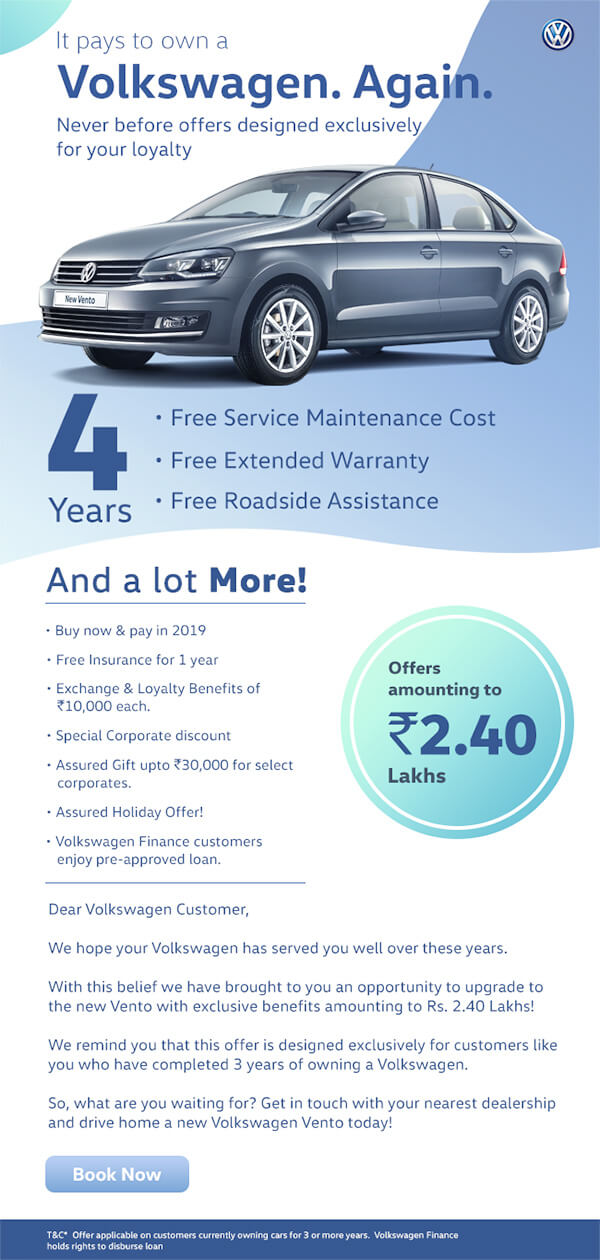 It pays to own a
Volkswagen. Again.
Never before offers designed exclusively
for your loyalty
New Vento
4
Years
• Free Service Maintenance Cost
• Free Extended Warranty
• Free Roadside Assistance
And a lot More!
• Buy now & pay in 2019
• Free Insurance for 1 year
• Exchange & Loyalty Benefits of
₹10,000 each.
• Special Corporate discount
• Assured Gift upto ₹30,000 for select
corporates.
• Assured Holiday Offer!
• Volkswagen Finance customers
enjoy pre-approved loan.
Offers
amounting to
₹2.40
Lakhs
Dear Volkswagen Customer,
We hope your Volkswagen has served you well over these years.
With this belief we have brought to you an opportunity to upgrade to
the new Vento with exclusive benefits amounting to Rs. 2.40 Lakhs!
We remind you that this offer is designed exclusively for customers like
you who have completed 3 years of owning a Volkswagen.
So, what are you waiting for? Get in touch with your nearest dealership
and drive home a new Volkswagen Vento today!
Book Now
T&C* Offer applicable on customers currently owning cars for 3 or more years. Volkswagen Finance
holds rights to disburse loan